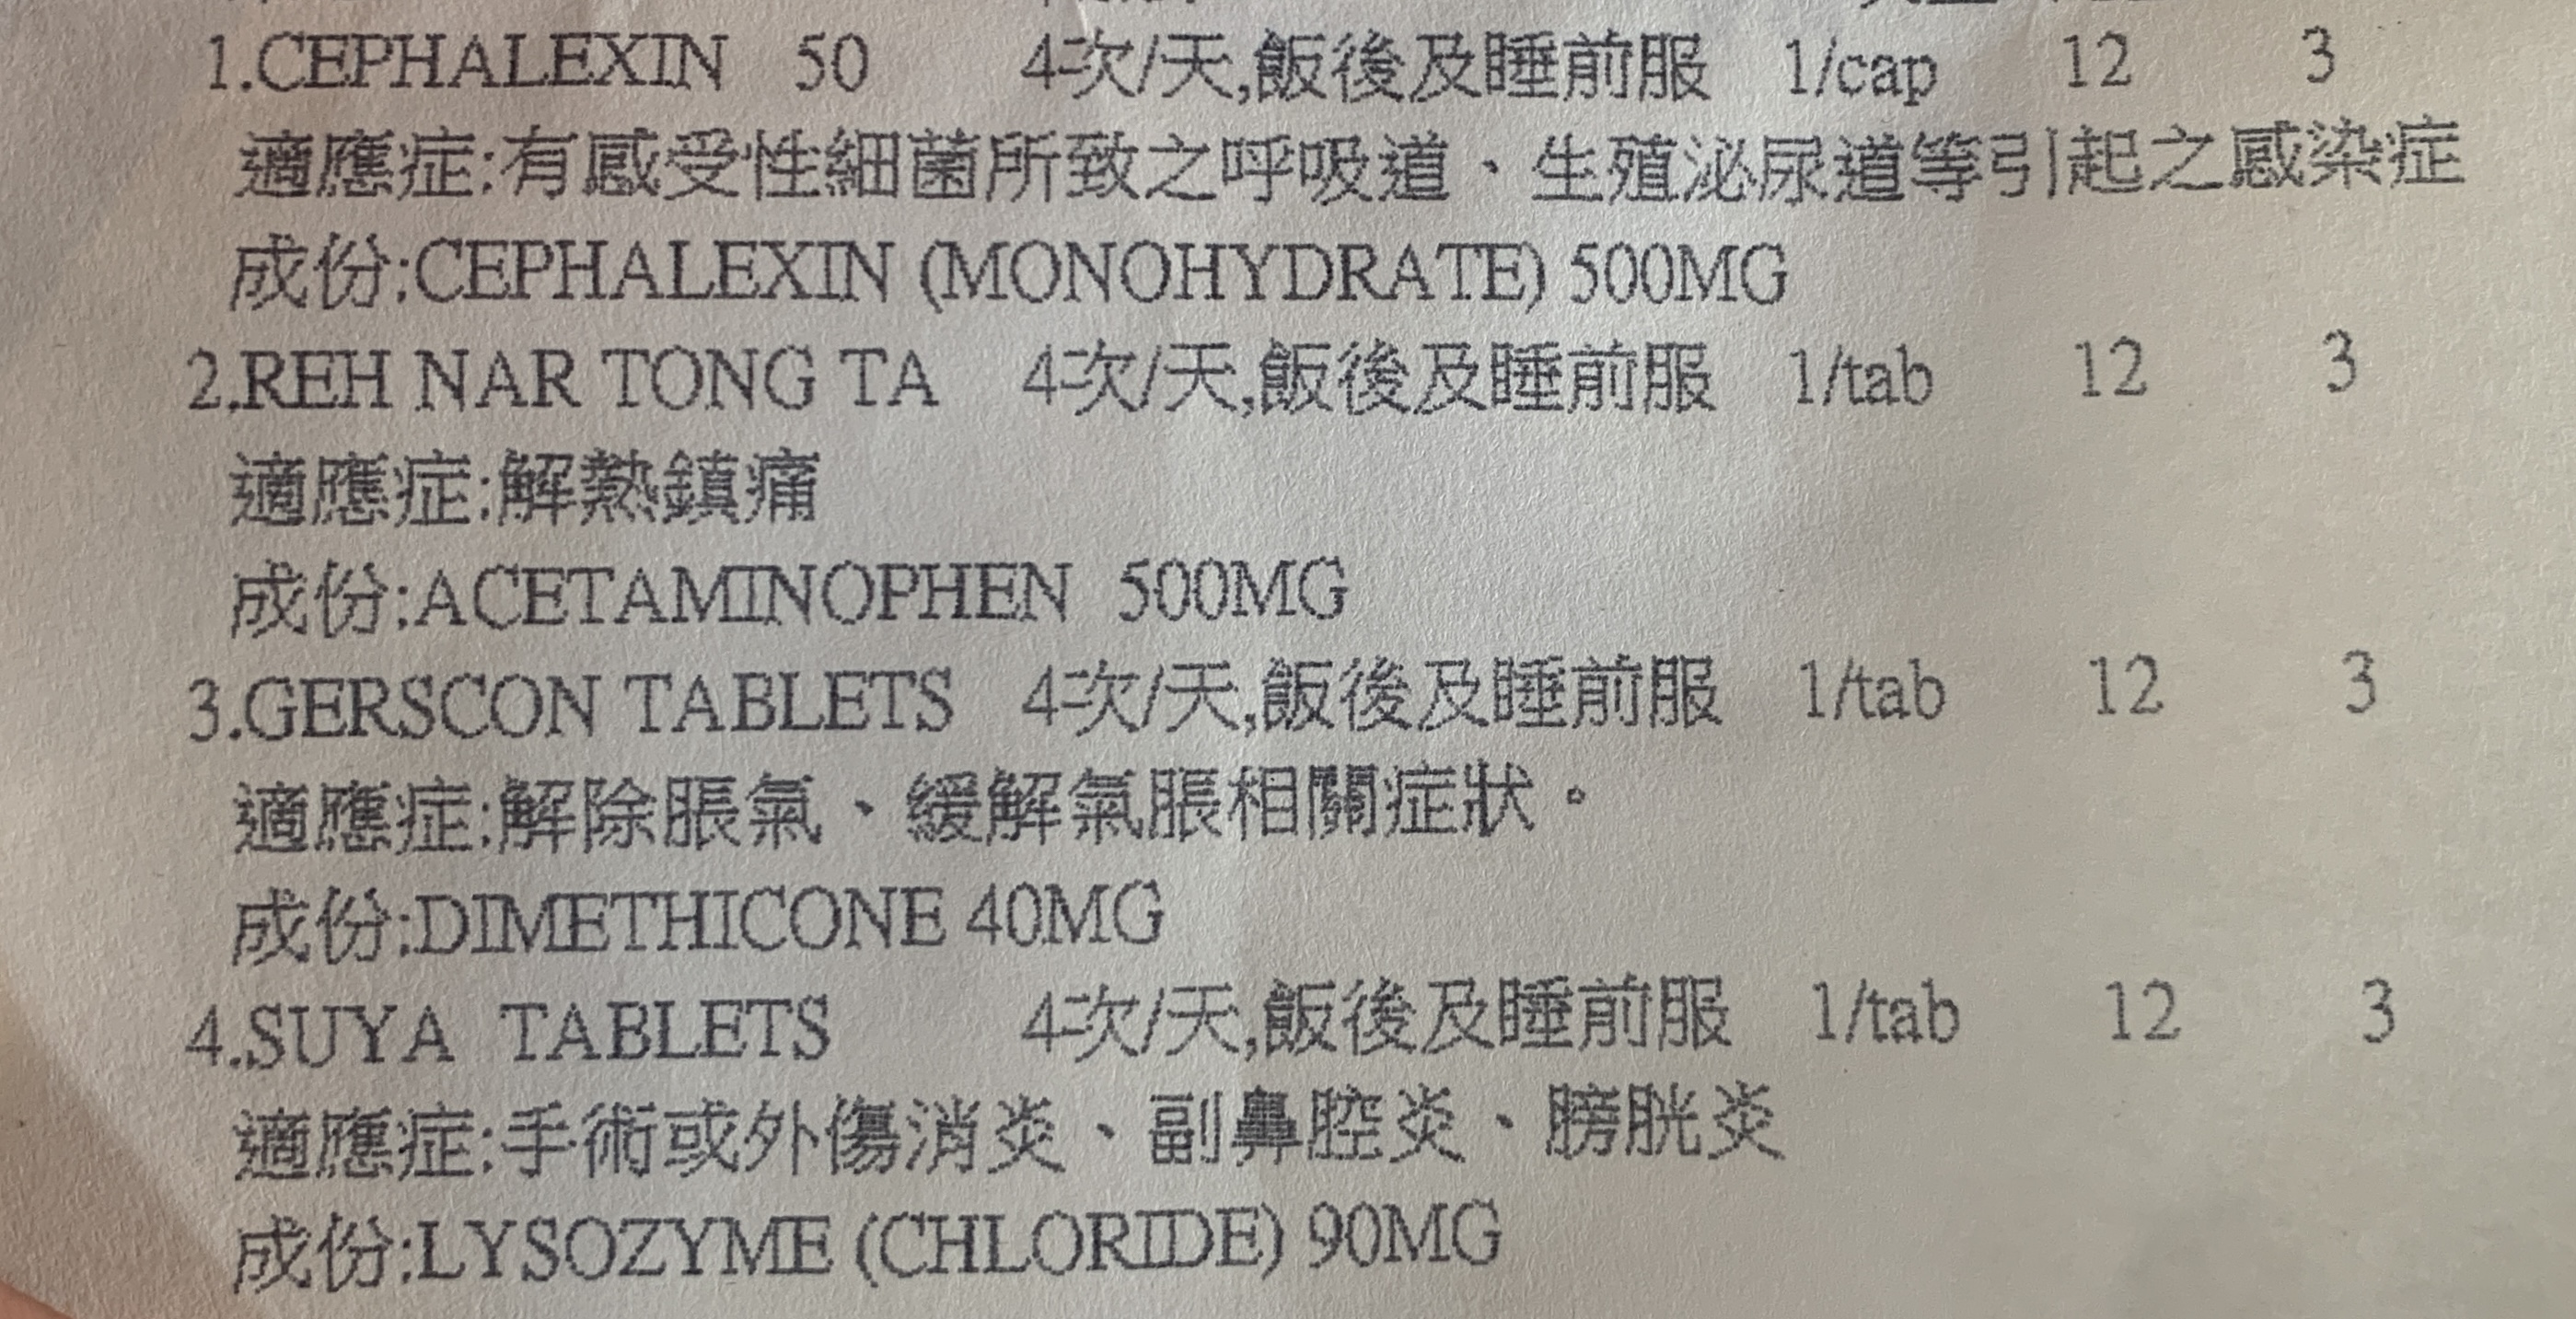 1.CEPHALEXIN 50 4次/天,飯後及睡前服 1/cap 12 3
適應症:有感受性細菌所致之呼吸道、生殖泌尿道等引起之感染症
成份:CEPHALEXIN (MONOHYDRATE) 500MG
2.REH NAR TONG TA 4次/天,飯後及睡前服 1/tab 12 3
適應症:解熱鎮痛
成份:ACETAMINOPHEN 500MG
3.GERSCON TABLETS 4次/天,飯後及睡前服 1/tab 12 3
適應症:解除脹氣、緩解氣脹相關症狀。
成份:DIMETHICONE 40MG
4.SUYA TABLETS 4次/天,飯後及睡前服 1/tab 12 3
適應症:手術或外傷消炎、副鼻腔炎、膀胱炎
成份:LYSOZYME (CHLORIDE) 90MG